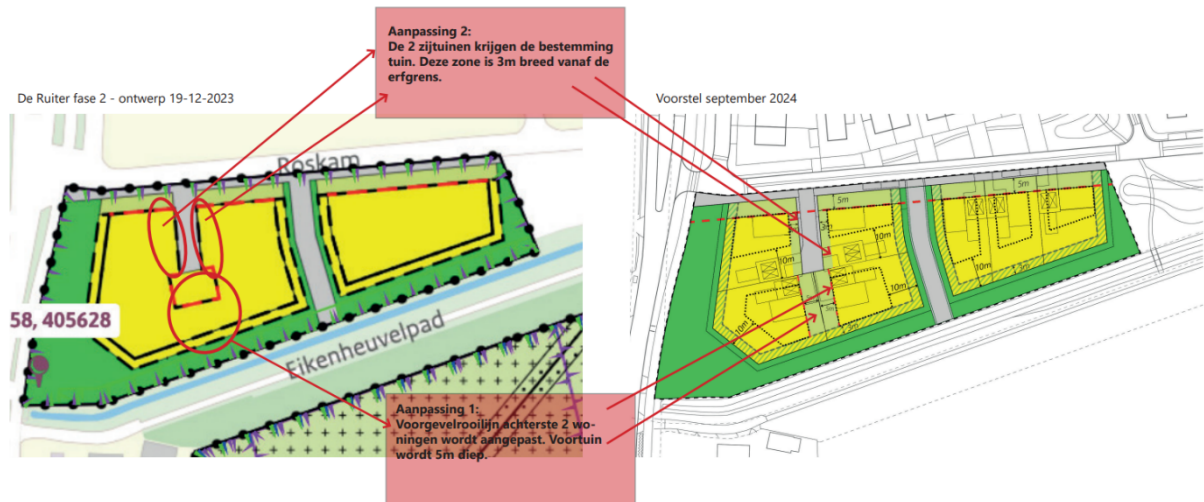 Aanpassing 2:
De 2 zijtuinen krijgen de bestemming
tuin. Deze zone is 3m breed vanaf de
erfgrens.
De Ruiter fase 2 - ontwerp 19-12-2023
Voorstel september 2024
Roskam
58, 405628
Eikenheuvelpad
5m
5m
3m
10m
10m
10m
10m
5m
5m
Aanpassing 1:
Voorgevelrooilijn achterste 2 wo-
ningen wordt aangepast. Voortuin
wordt 5m diep.